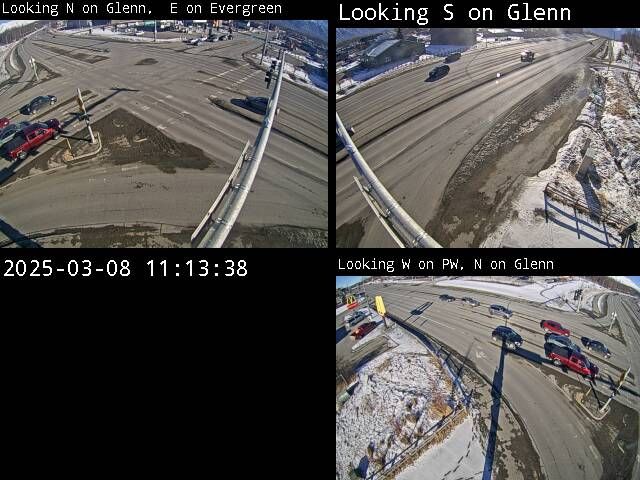 Looking N on Glenn,  E on Evergreen
Looking S on Glenn
2025-03-08 11:13:38
Looking W on PW, N on Glenn